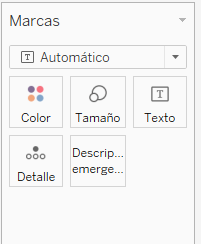 Marcas
Automático
Color
Tamaño
Texto
Detalle
Descrip...
emerge...